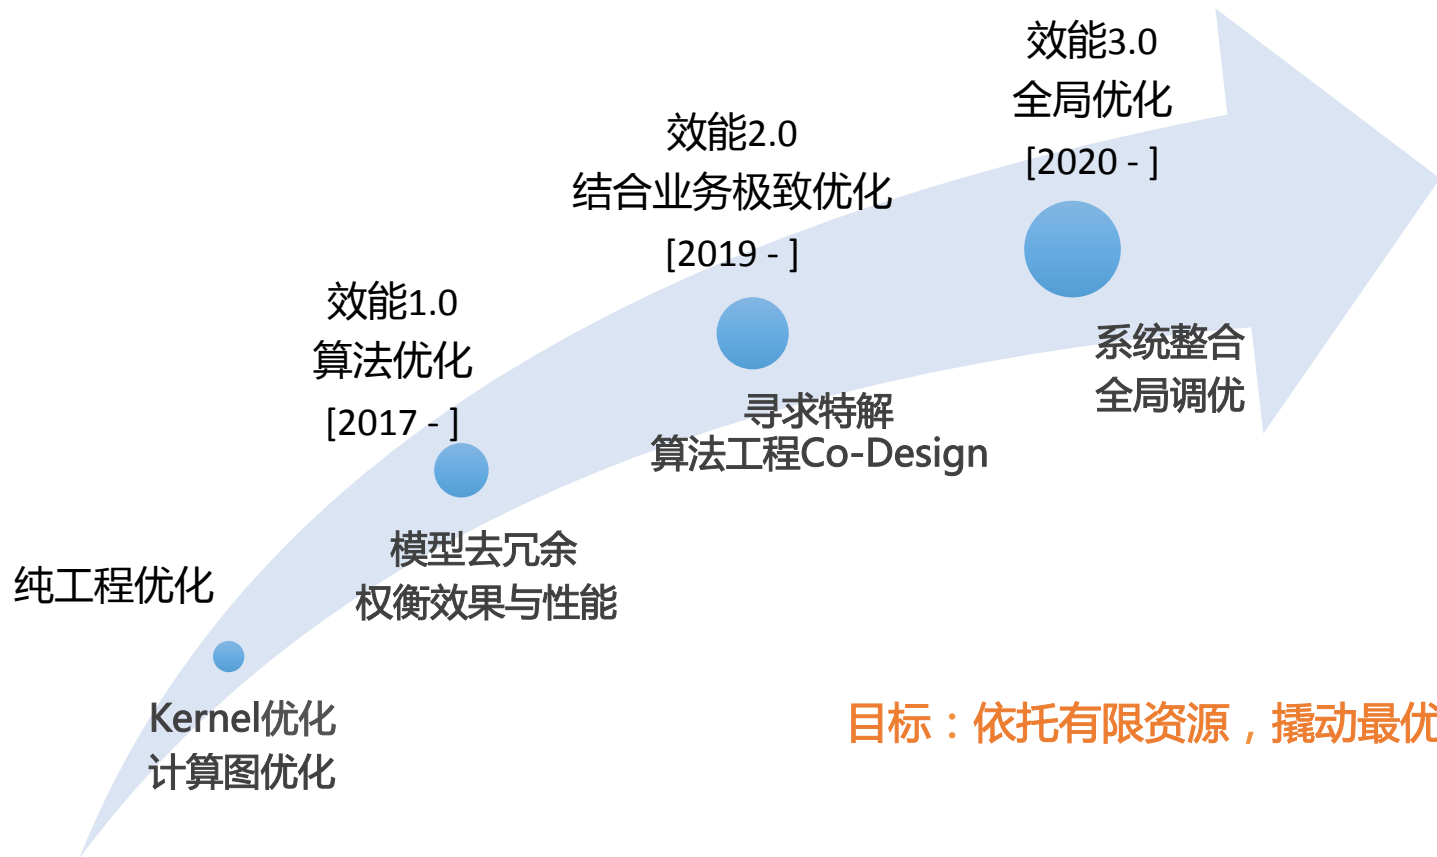 效能3.0
全局优化
[2020 - ]
效能2.0
结合业务极致优化
[2019 - ]
效能1.0
算法优化
[2017 - ]
系统整合
全局调优
寻求特解
算法工程Co-Design
模型去冗余
权衡效果与性能
纯工程优化
Kernel优化
计算图优化
目标：依托有限资源，撬动最优